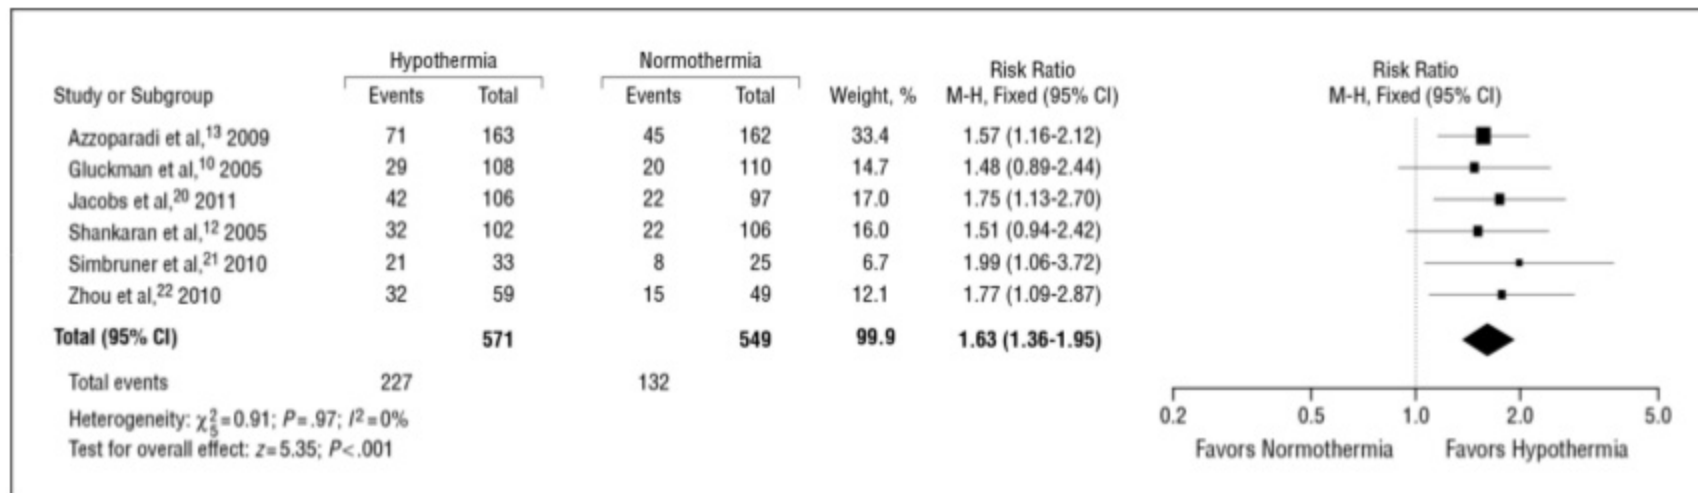 Hypothermia Normothermia Risk Ratio Risk Ratio
Study or Subgroup Events Total Events Total Weight, % M-H, Fixed (95% CI) M-H, Fixed (95% CI)
Azzoparadi et al,13 2009 71 163 45 162 33.4 1.57 (1.16-2.12)
Gluckman et al,10 2005 29 108 20 110 14.7 1.48 (0.89-2.44)
Jacobs et al,20 2011 42 106 22 97 17.0 1.75 (1.13-2.70)
Shankaran et al,12 2005 32 102 22 106 16.0 1.51 (0.94-2.42)
Simbruner et al,21 2010 21 33 8 25 6.7 1.99 (1.06-3.72)
Zhou et al,22 2010 32 59 15 49 12.1 1.77 (1.09-2.87)
Total (95% CI) 571 549 99.9 1.63 (1.36-1.95)
Total events 227 132
Heterogeneity: χ²₅=0.91; P=.97; I²=0%
Test for overall effect: z=5.35; P<.001
0.2 0.5 1.0 2.0 5.0
Favors Normothermia Favors Hypothermia